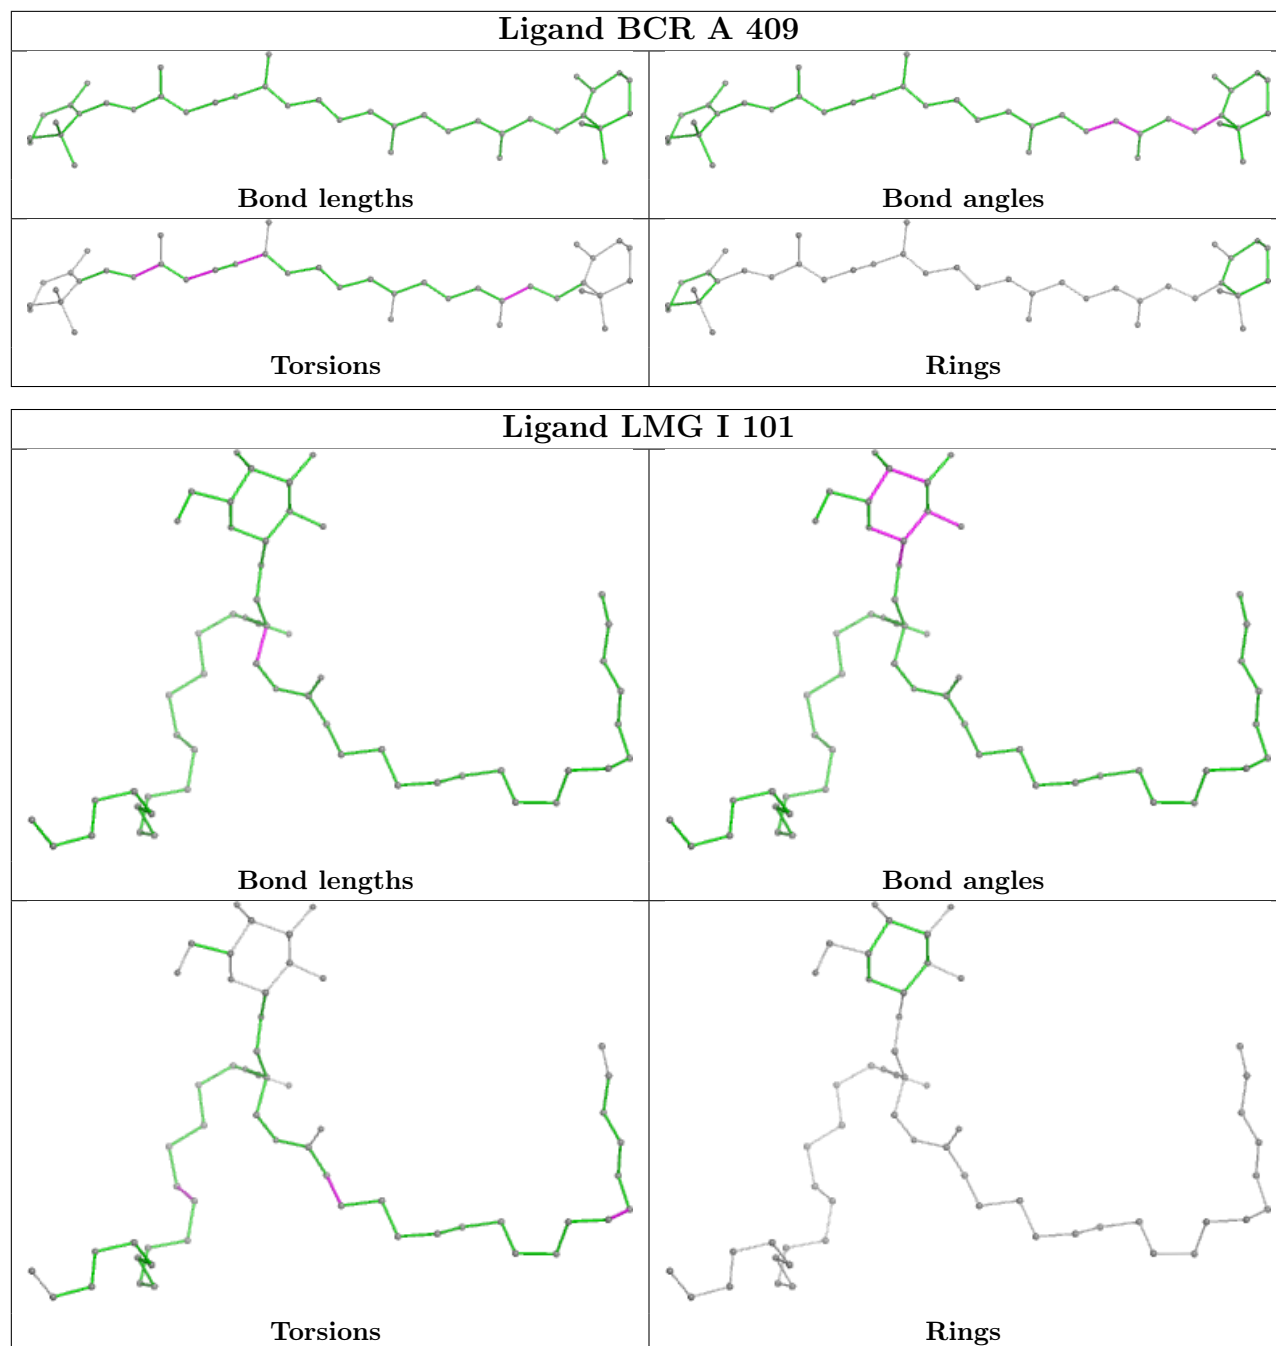 Ligand BCR A 409
Bond lengths
Bond angles
Torsions
Rings
Ligand LMG I 101
Bond lengths
Bond angles
Torsions
Rings